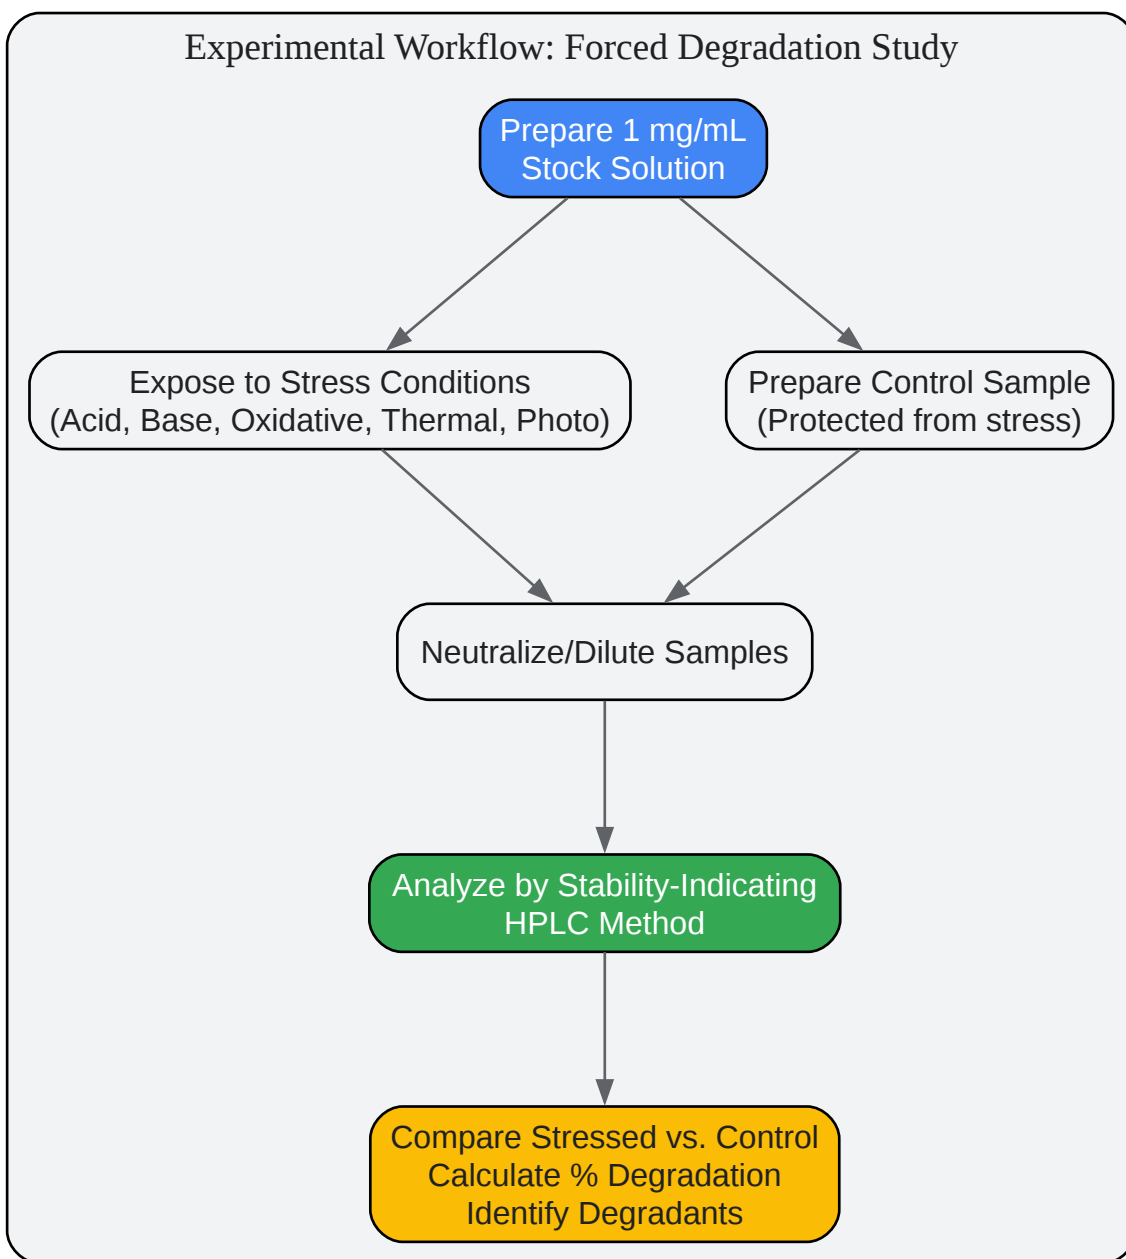 Experimental Workflow: Forced Degradation Study
Prepare 1 mg/mL
Stock Solution
Expose to Stress Conditions
(Acid, Base, Oxidative, Thermal, Photo)
Prepare Control Sample
(Protected from stress)
Neutralize/Dilute Samples
Analyze by Stability-Indicating
HPLC Method
Compare Stressed vs. Control
Calculate % Degradation
Identify Degradants